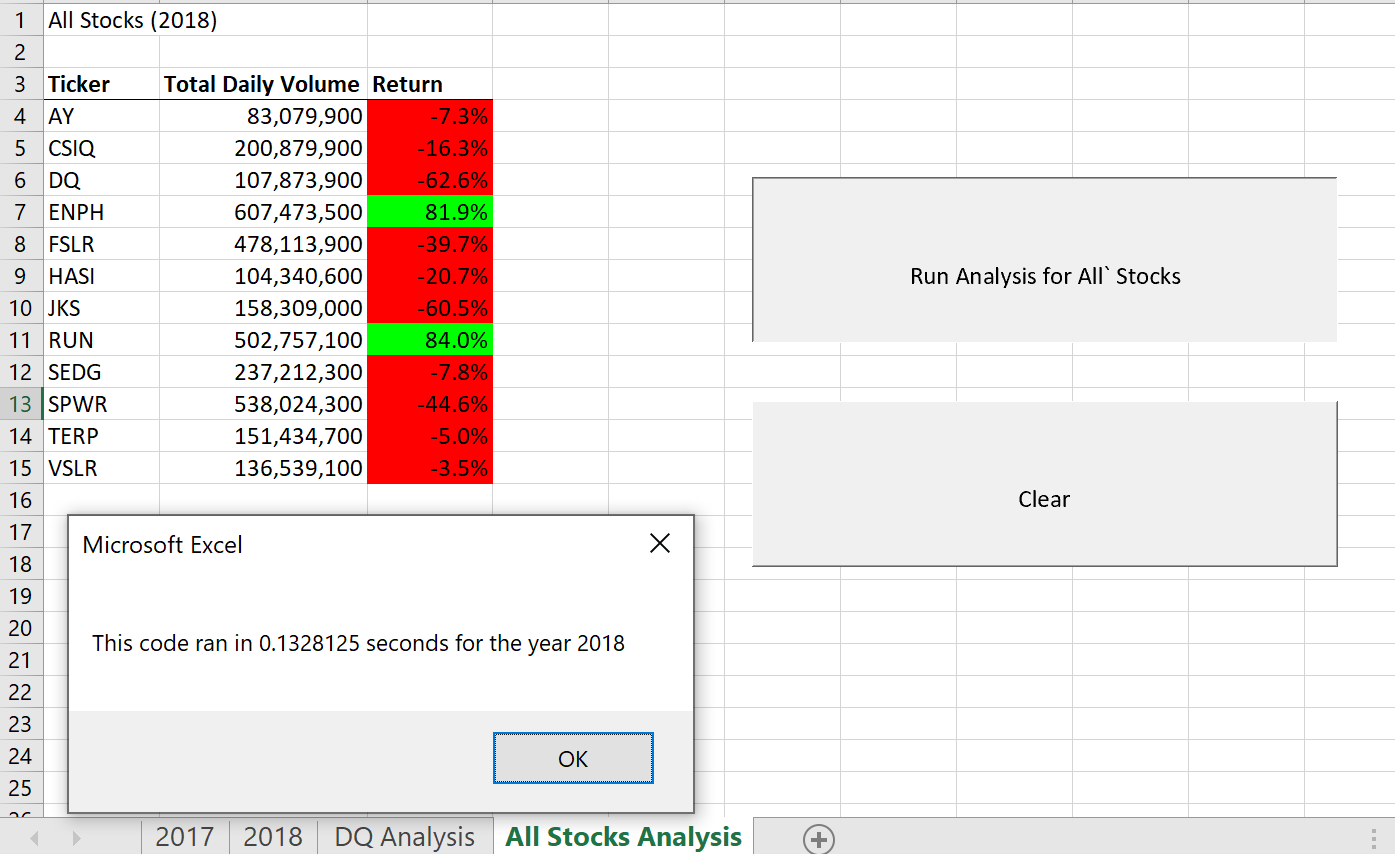 1 All Stocks (2018)
2
3 Ticker Total Daily Volume Return
4 AY 83,079,900 -7.3%
5 CSIQ 200,879,900 -16.3%
6 DQ 107,873,900 -62.6%
7 ENPH 607,473,500 81.9%
8 FSLR 478,113,900 -39.7%
9 HASI 104,340,600 -20.7%
10 JKS 158,309,000 -60.5%
11 RUN 502,757,100 84.0%
12 SEDG 237,212,300 -7.8%
13 SPWR 538,024,300 -44.6%
14 TERP 151,434,700 -5.0%
15 VSLR 136,539,100 -3.5%
Run Analysis for All` Stocks
Clear
16
17
18
19
20
21
22
23
24
25
Microsoft Excel
This code ran in 0.1328125 seconds for the year 2018
OK
2017 2018 DQ Analysis All Stocks Analysis